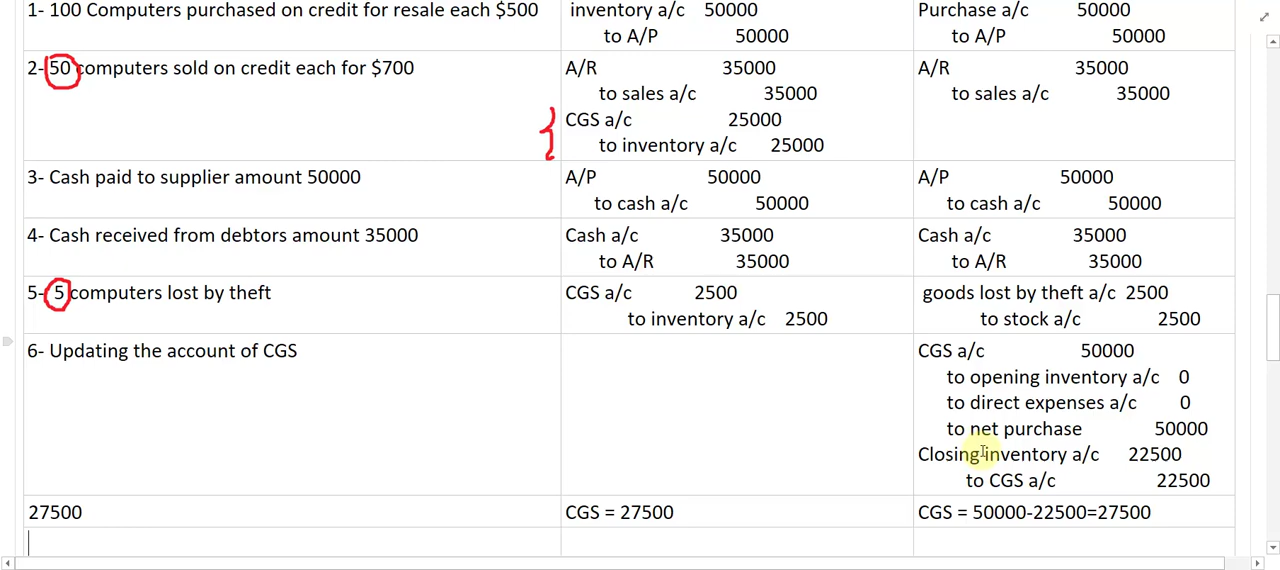 1- 100 Computers purchased on credit for resale each $500
inventory a/c 50000
to A/P 50000
Purchase a/c 50000
to A/P 50000
2- 50 computers sold on credit each for $700
A/R 35000
to sales a/c 35000
CGS a/c 25000
to inventory a/c 25000
A/R 35000
to sales a/c 35000
3- Cash paid to supplier amount 50000
A/P 50000
to cash a/c 50000
A/P 50000
to cash a/c 50000
4- Cash received from debtors amount 35000
Cash a/c 35000
to A/R 35000
Cash a/c 35000
to A/R 35000
5- 5 computers lost by theft
CGS a/c 2500
to inventory a/c 2500
goods lost by theft a/c 2500
to stock a/c 2500
6- Updating the account of CGS
CGS a/c 50000
to opening inventory a/c 0
to direct expenses a/c 0
to net purchase 50000
Closing inventory a/c 22500
to CGS a/c 22500
27500
CGS = 27500
CGS = 50000-22500=27500